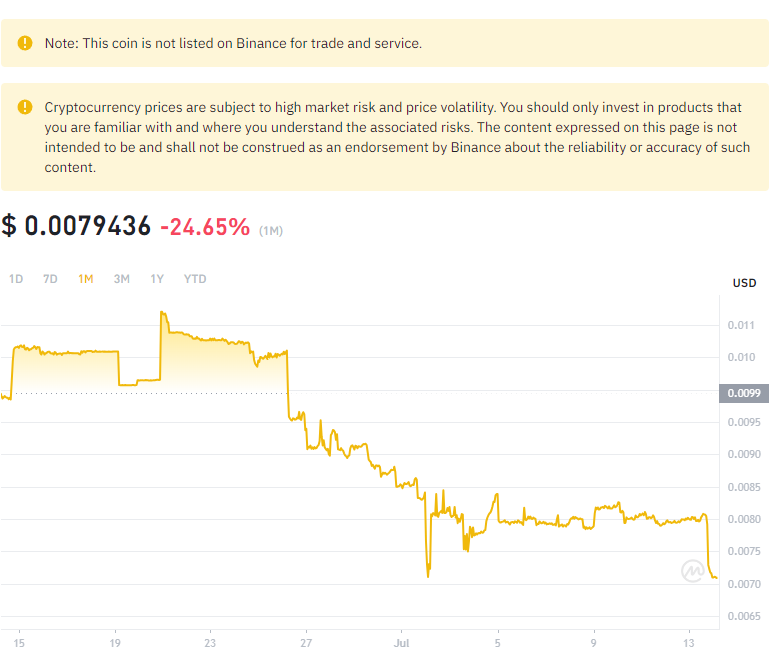 Note: This coin is not listed on Binance for trade and service.
Cryptocurrency prices are subject to high market risk and price volatility. You should only invest in products that
you are familiar with and where you understand the associated risks. The content expressed on this page is not
intended to be and shall not be construed as an endorsement by Binance about the reliability or accuracy of such
content.
$ 0.0079436 -24.65% (1M)
1D 7D 1M 3M 1Y YTD
USD
0.011
0.010
0.0099
0.0095
0.0090
0.0085
0.0080
0.0075
0.0070
0.0065
15 19 23 27 Jul 5 9 13